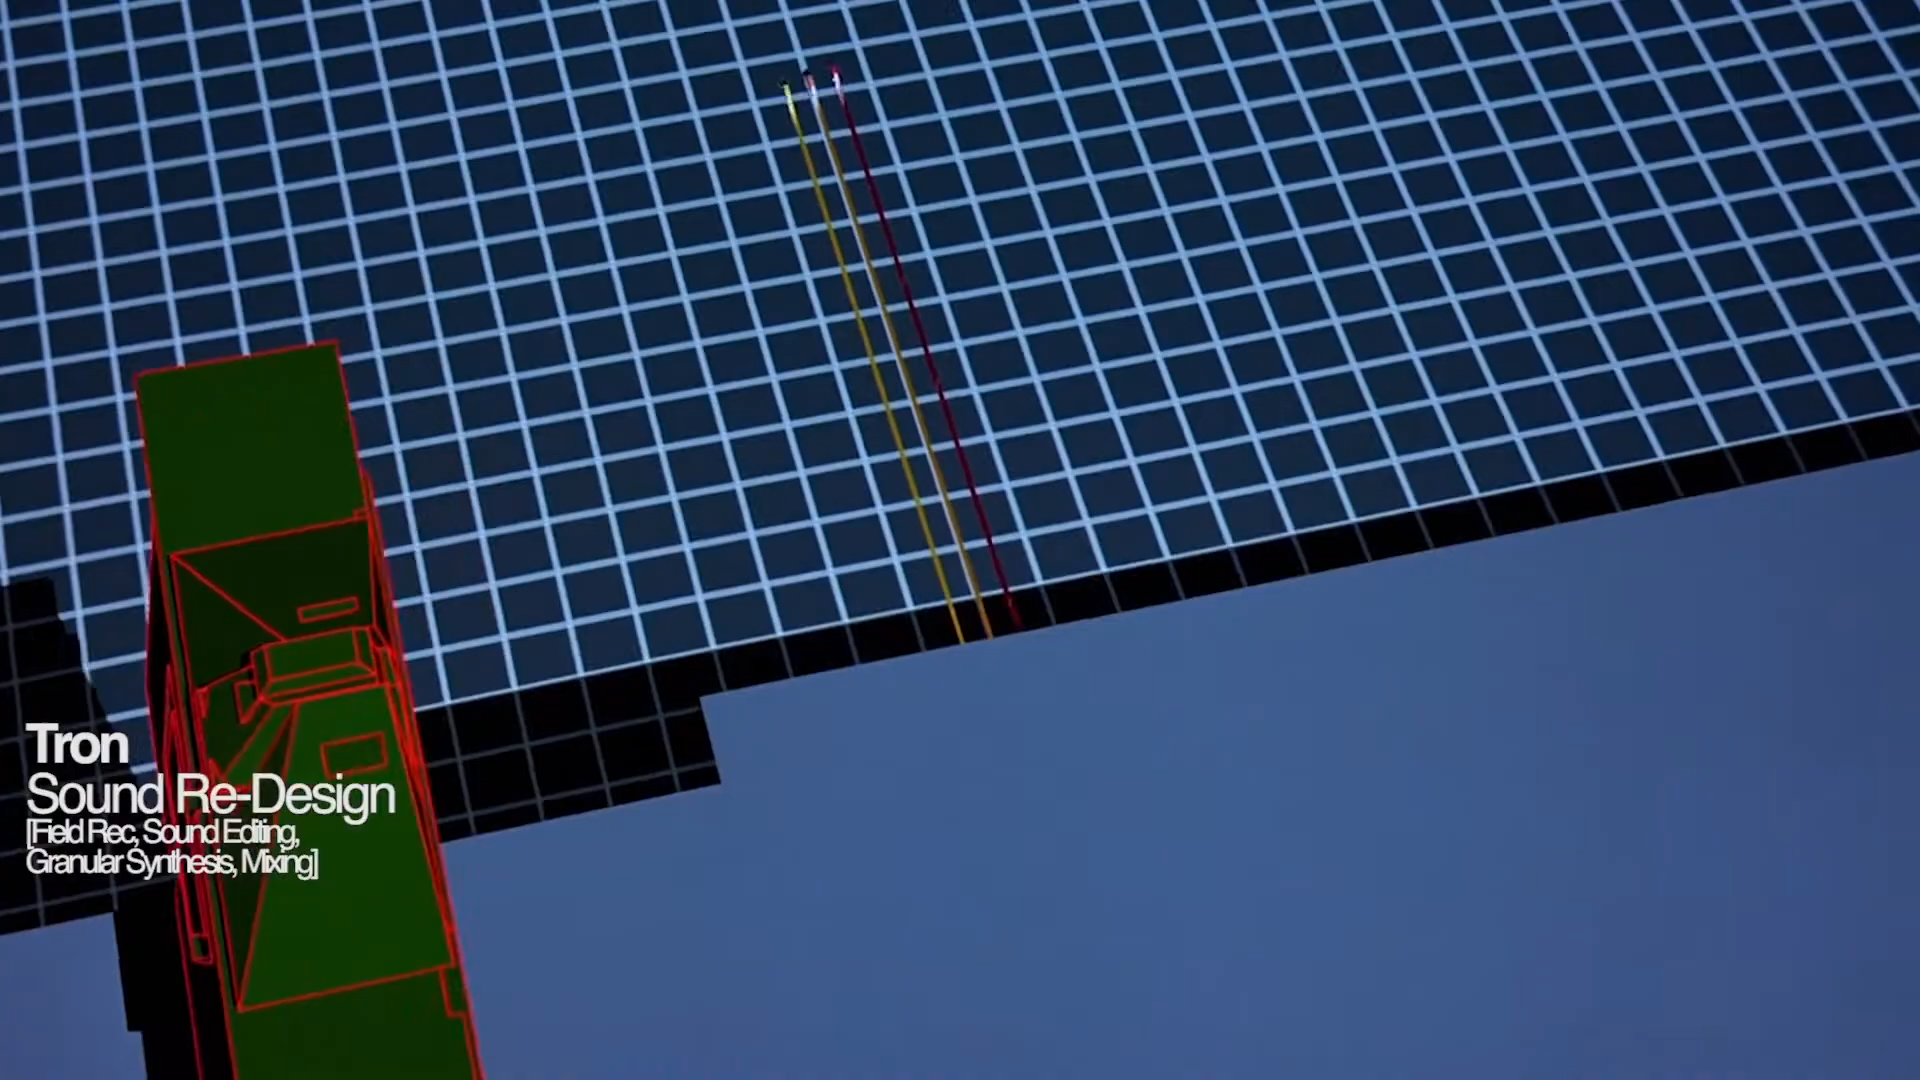 Tron
Sound Re-Design
[Field Rec, Sound Editing,
Granular Synthesis, Mixing]